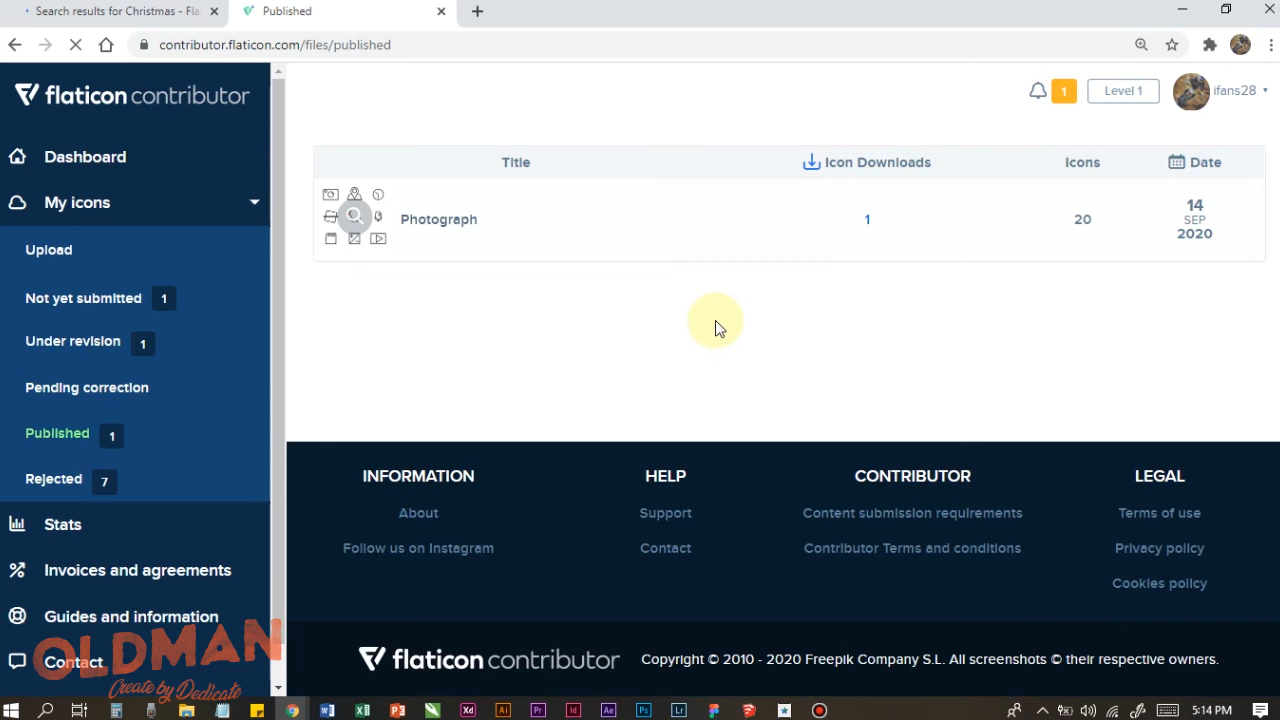 Search results for Christmas - Fla
Published
contributor.flaticon.com/files/published
flaticon contributor
1
Level 1
ifans28
Dashboard
My icons
Upload
Not yet submitted 1
Under revision 1
Pending correction
Published 1
Rejected 7
Stats
Invoices and agreements
Guides and information
Contact
OLDMAN
Create by Dedicate
Title Icon Downloads Icons Date
Photograph 1 20 14 SEP 2020
INFORMATION HELP CONTRIBUTOR LEGAL
About Support Content submission requirements Terms of use
Follow us on Instagram Contact Contributor Terms and conditions Privacy policy
Cookies policy
flaticon contributor Copyright © 2010 - 2020 Freepik Company S.L. All screenshots © their respective owners.
5:14 PM